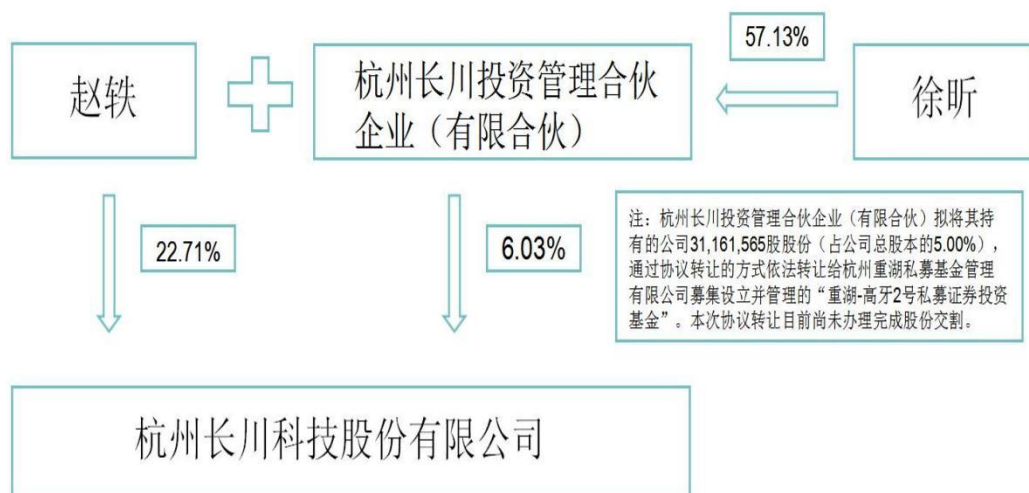 57.13%
赵轶
杭州长川投资管理合伙
企业（有限合伙）
徐昕
22.71%
6.03%
注：杭州长川投资管理合伙企业（有限合伙）拟将其持
有的公司31,161,565股股份（占公司总股本的5.00%），
通过协议转让的方式依法转让给杭州重湖私募基金管理
有限公司募集设立并管理的“重湖-高牙2号私募证券投资
基金”。本次协议转让目前尚未办理完成股份交割。
杭州长川科技股份有限公司